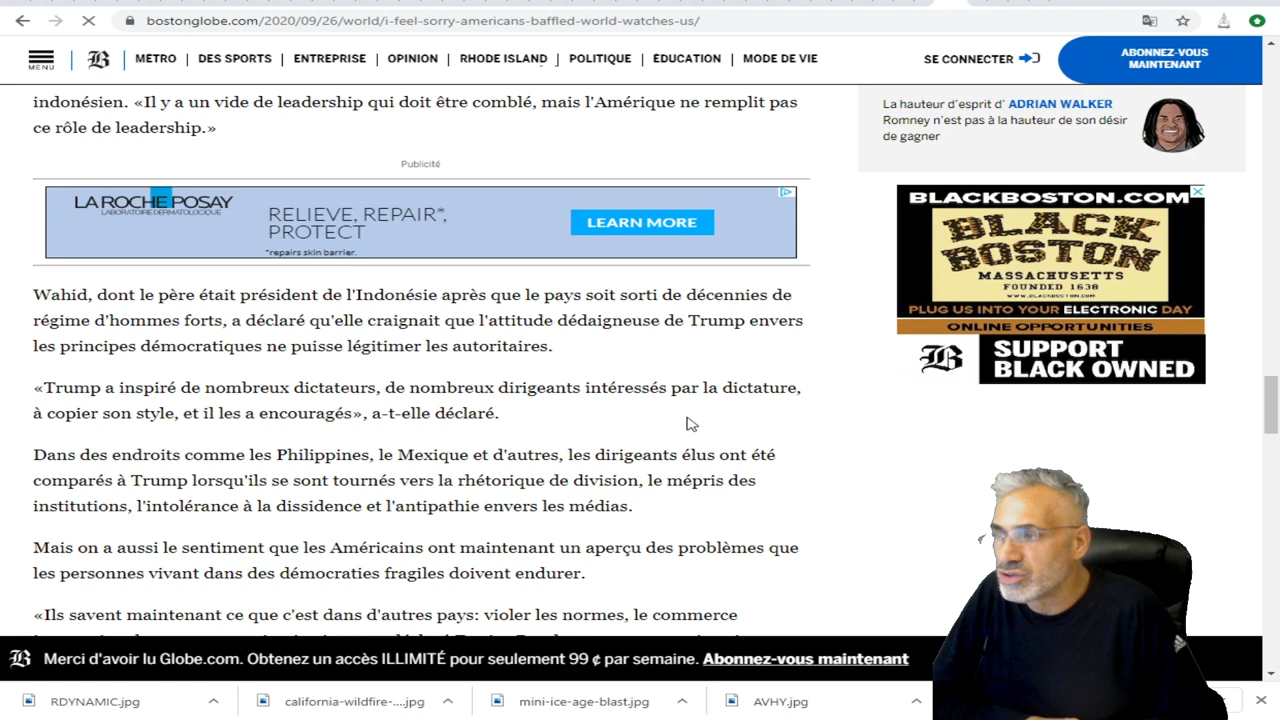 bostonglobe.com/2020/09/26/world/i-feel-sorry-americans-baffled-world-watches-us/
MENU
B
MÉTRO
DES SPORTS
ENTREPRISE
OPINION
RHODE ISLAND
POLITIQUE
ÉDUCATION
MODE DE VIE
SE CONNECTER
ABONNEZ-VOUS
MAINTENANT
indonésien. «Il y a un vide de leadership qui doit être comblé, mais l'Amérique ne remplit pas
ce rôle de leadership.»
Publicité
LA ROCHE POSAY
LABORATOIRE DERMATOLOGIQUE
RELIEVE, REPAIR*,
PROTECT
*repairs skin barrier.
LEARN MORE
Wahid, dont le père était président de l'Indonésie après que le pays soit sorti de décennies de
régime d'hommes forts, a déclaré qu'elle craignait que l'attitude dédaigneuse de Trump envers
les principes démocratiques ne puisse légitimer les autoritaires.
«Trump a inspiré de nombreux dictateurs, de nombreux dirigeants intéressés par la dictature,
à copier son style, et il les a encouragés», a-t-elle déclaré.
Dans des endroits comme les Philippines, le Mexique et d'autres, les dirigeants élus ont été
comparés à Trump lorsqu'ils se sont tournés vers la rhétorique de division, le mépris des
institutions, l'intolérance à la dissidence et l'antipathie envers les médias.
Mais on a aussi le sentiment que les Américains ont maintenant un aperçu des problèmes que
les personnes vivant dans des démocraties fragiles doivent endurer.
«Ils savent maintenant ce que c'est dans d'autres pays: violer les normes, le commerce
La hauteur d'esprit d' ADRIAN WALKER
Romney n'est pas à la hauteur de son désir
de gagner
BLACKBOSTON.COM
BLACK
BOSTON
MASSACHUSETTS
FOUNDED 1638
WWW.BLACKBOSTON.COM
PLUG US INTO YOUR ELECTRONIC DAY
ONLINE OPPORTUNITIES
B
SUPPORT
BLACK OWNED
B
Merci d'avoir lu Globe.com. Obtenez un accès ILLIMITÉ pour seulement 99 ¢ par semaine. Abonnez-vous maintenant
RDYNAMIC.jpg
california-wildfire-....jpg
mini-ice-age-blast.jpg
AVHY.jpg